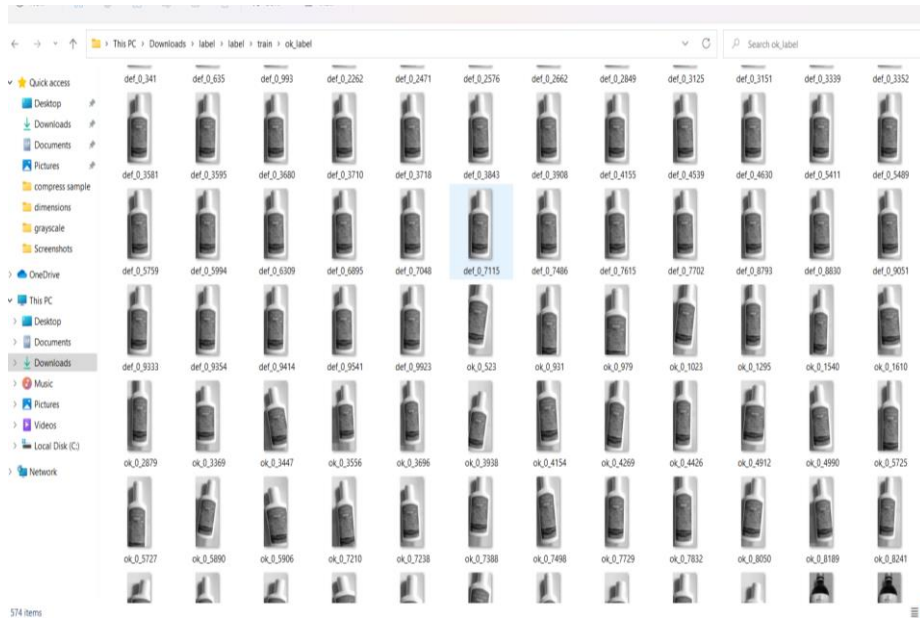 This PC > Downloads > label > label > train > ok_label
Search ok_label
Quick access
Desktop
Downloads
Documents
Pictures
compress sample
dimensions
grayscale
Screenshots
OneDrive
This PC
Desktop
Documents
Downloads
Music
Pictures
Videos
Local Disk (C:)
Network
def_0_341 def_0_635 def_0_993 def_0_2262 def_0_2471 def_0_2576 def_0_2662 def_0_2849 def_0_3125 def_0_3151 def_0_3339 def_0_3352
def_0_3581 def_0_3595 def_0_3680 def_0_3710 def_0_3718 def_0_3843 def_0_3908 def_0_4155 def_0_4539 def_0_4630 def_0_5411 def_0_5489
def_0_5759 def_0_5994 def_0_6309 def_0_6895 def_0_7048 def_0_7115 def_0_7486 def_0_7615 def_0_7702 def_0_8793 def_0_8830 def_0_9051
def_0_9333 def_0_9354 def_0_9414 def_0_9541 def_0_9923 ok_0_523 ok_0_931 ok_0_979 ok_0_1023 ok_0_1295 ok_0_1540 ok_0_1610
ok_0_2879 ok_0_3369 ok_0_3447 ok_0_3556 ok_0_3696 ok_0_3938 ok_0_4154 ok_0_4269 ok_0_4426 ok_0_4912 ok_0_4990 ok_0_5725
ok_0_5727 ok_0_5890 ok_0_5906 ok_0_7210 ok_0_7238 ok_0_7388 ok_0_7498 ok_0_7729 ok_0_7832 ok_0_8050 ok_0_8189 ok_0_8241
574 items